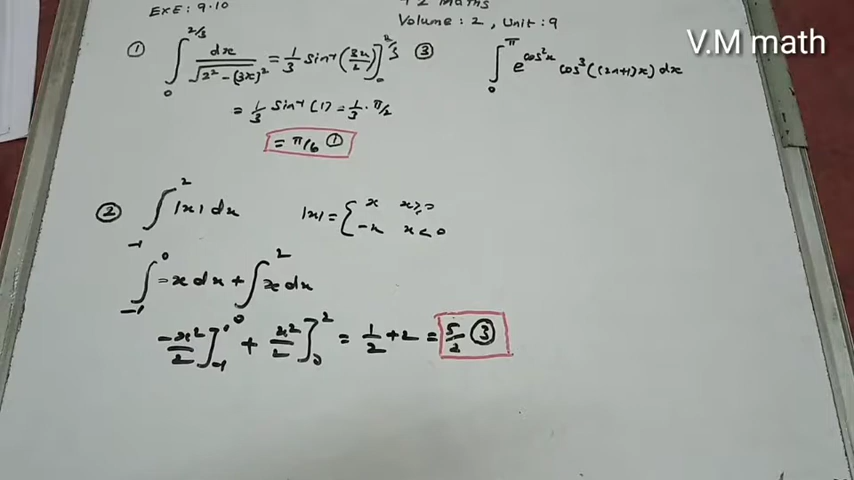 EXE: 9.10
+2 Maths
Volume: 2, Unit: 9
V.M math
① ∫₀^{2/3} dx/√(2² − (3x)²) = 1/3 sin⁻¹(3x/2)]₀^{2/3}
= 1/3 sin⁻¹(1) = 1/3 · π/2
= π/6 ①
② ∫₋₁² |x| dx |x| = { x x ≥ 0
−x x < 0
∫₋₁⁰ −x dx + ∫₀² x dx
−x²/2]₋₁⁰ + x²/2]₀² = 1/2 + 2 = 5/2 ③
③ ∫₀^π e^{cos²x} cos³((2n+1)x) dx